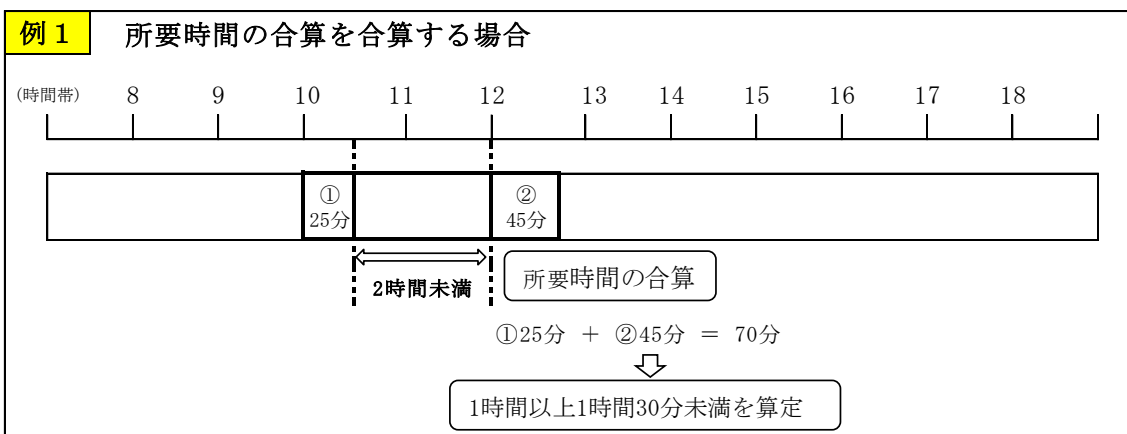 例1 所要時間の合算を合算する場合
(時間帯) 8 9 10 11 12 13 14 15 16 17 18
① ②
25分 45分
2時間未満
所要時間の合算
①25分 + ②45分 = 70分
1時間以上1時間30分未満を算定